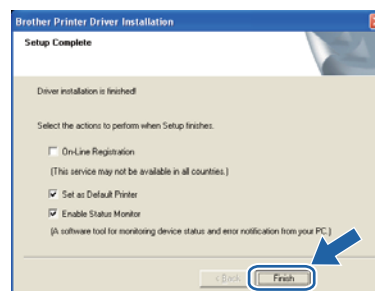 Brother Printer Driver Installation
Setup Complete
Driver installation is finished!
Select the actions to perform when Setup finishes.
On-Line Registration
(This service may not be available in all countries.)
Set as Default Printer
Enable Status Monitor
(A software tool for monitoring device status and error notification from your PC.)
< Back
Finish